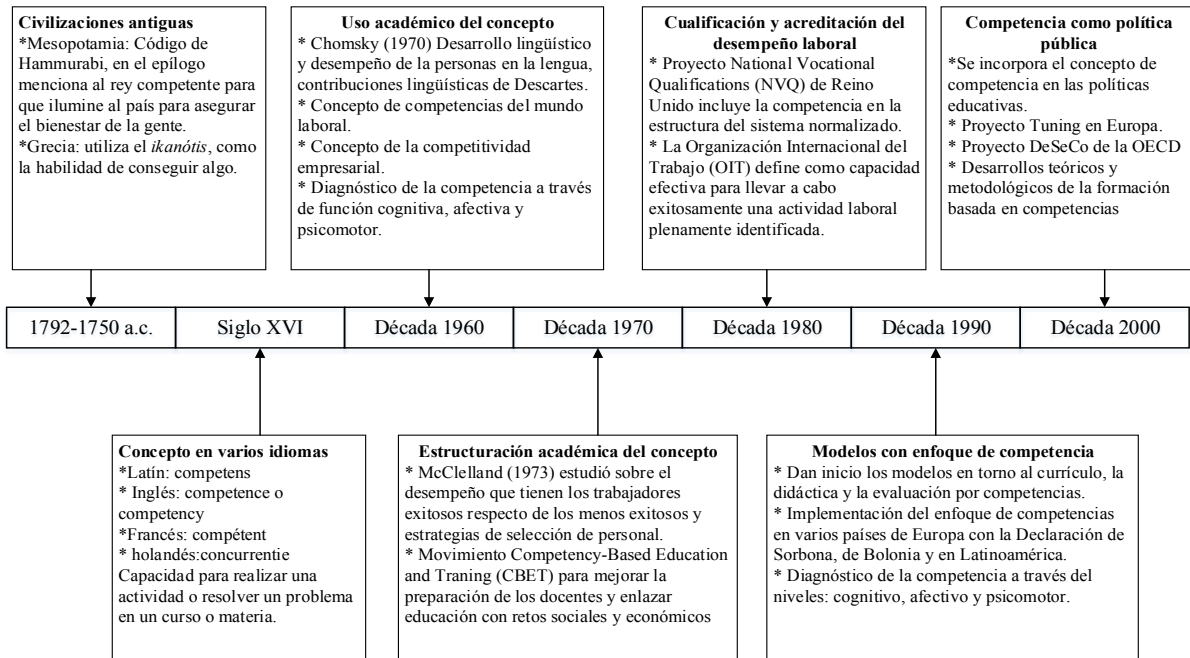 Civilizaciones antiguas
*Mesopotamia: Código de
Hammurabi, en el epílogo
menciona al rey competente para
que ilumine al país para asegurar
el bienestar de la gente.
*Grecia: utiliza el ikanótis, como
la habilidad de conseguir algo.
Uso académico del concepto
* Chomsky (1970) Desarrollo lingüístico
y desempeño de la personas en la lengua,
contribuciones lingüísticas de Descartes.
* Concepto de competencias del mundo
laboral.
* Concepto de la competitividad
empresarial.
* Diagnóstico de la competencia a través
de función cognitiva, afectiva y
psicomotor.
Cualificación y acreditación del
desempeño laboral
* Proyecto National Vocational
Qualifications (NVQ) de Reino
Unido incluye la competencia en la
estructura del sistema normalizado.
* La Organización Internacional del
Trabajo (OIT) define como capacidad
efectiva para llevar a cabo
exitosamente una actividad laboral
plenamente identificada.
Competencia como política
pública
*Se incorpora el concepto de
competencia en las políticas
educativas.
* Proyecto Tuning en Europa.
* Proyecto DeSeCo de la OECD
* Desarrollos teóricos y
metodológicos de la formación
basada en competencias
1792-1750 a.c.
Siglo XVI
Década 1960
Década 1970
Década 1980
Década 1990
Década 2000
Concepto en varios idiomas
*Latín: competens
* Inglés: competence o
competency
*Francés: compétent
* holandés:concurrentie
Capacidad para realizar una
actividad o resolver un problema
en un curso o materia.
Estructuración académica del concepto
* McClelland (1973) estudió sobre el
desempeño que tienen los trabajadores
exitosos respecto de los menos exitosos y
estrategias de selección de personal.
* Movimiento Competency-Based Education
and Traning (CBET) para mejorar la
preparación de los docentes y enlazar
educación con retos sociales y económicos
Modelos con enfoque de competencia
* Dan inicio los modelos en torno al currículo, la
didáctica y la evaluación por competencias.
* Implementación del enfoque de competencias
en varios países de Europa con la Declaración de
Sorbona, de Bolonia y en Latinoamérica.
* Diagnóstico de la competencia a través del
niveles: cognitivo, afectivo y psicomotor.